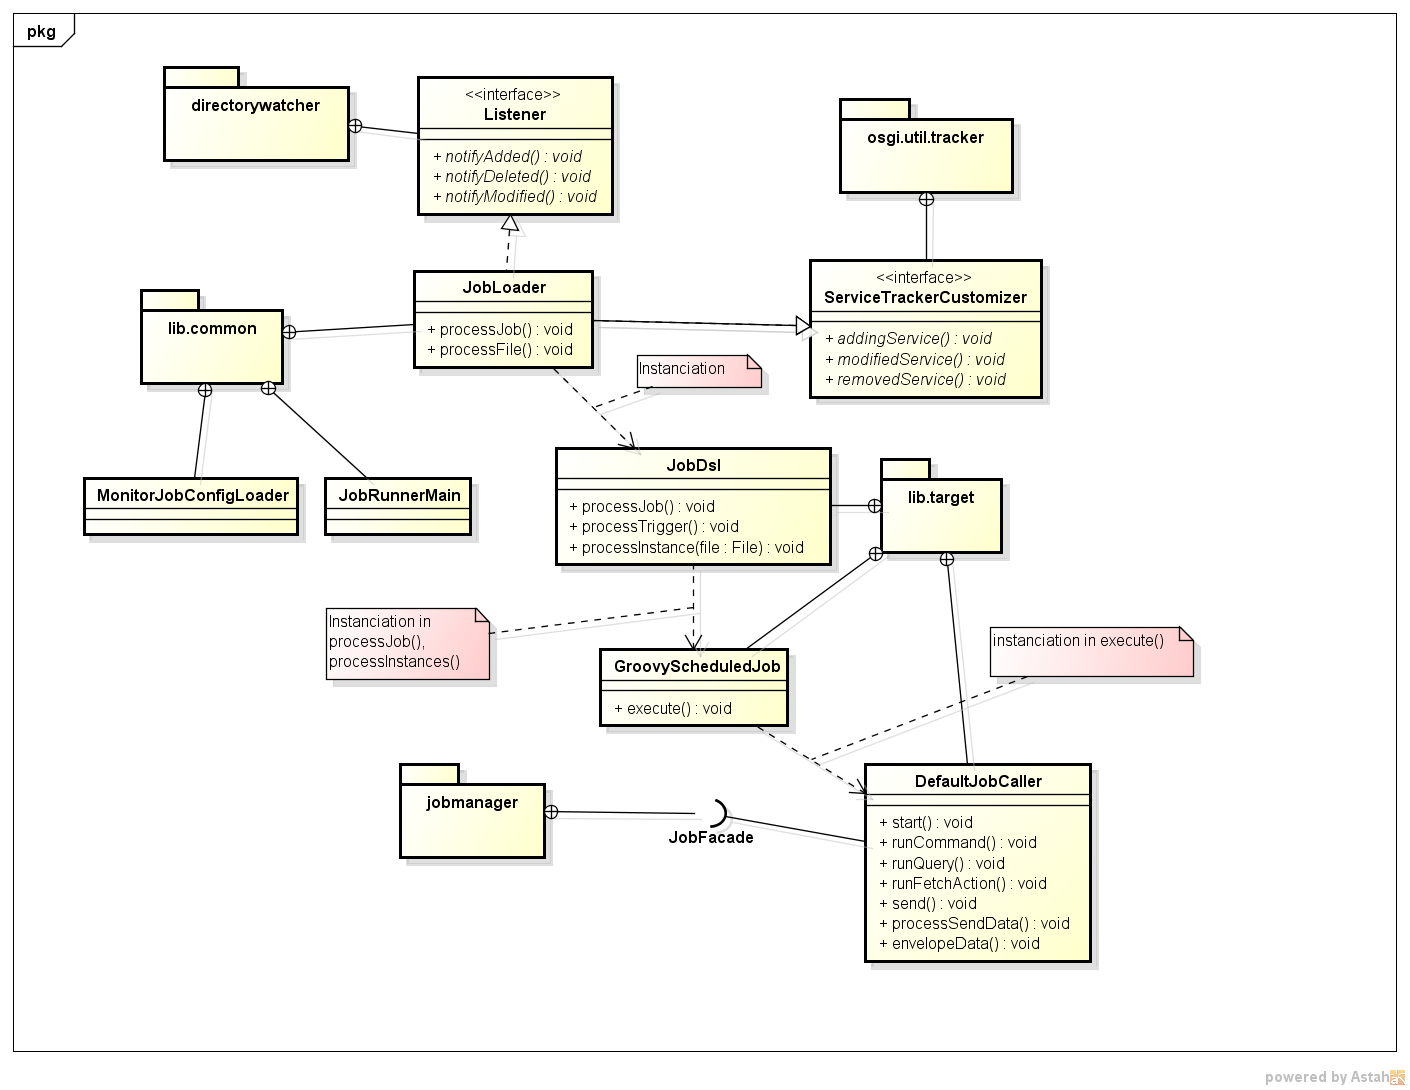 pkg
directorywatcher
<<interface>>
Listener
+ notifyAdded() : void
+ notifyDeleted() : void
+ notifyModified() : void
osgi.util.tracker
<<interface>>
ServiceTrackerCustomizer
+ addingService() : void
+ modifiedService() : void
+ removedService() : void
JobLoader
+ processJob() : void
+ processFile() : void
lib.common
Instanciation
MonitorJobConfigLoader
JobRunnerMain
JobDsl
+ processJob() : void
+ processTrigger() : void
+ processInstance(file : File) : void
lib.target
Instanciation in
processJob(),
processInstances()
instanciation in execute()
GroovyScheduledJob
+ execute() : void
jobmanager
JobFacade
DefaultJobCaller
+ start() : void
+ runCommand() : void
+ runQuery() : void
+ runFetchAction() : void
+ send() : void
+ processSendData() : void
+ envelopeData() : void
powered by Astah